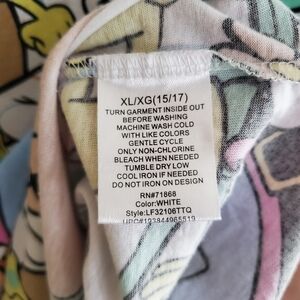 XL/XG(15/17)
TURN GARMENT INSIDE OUT
BEFORE WASHING
MACHINE WASH COLD
WITH LIKE COLORS
GENTLE CYCLE
ONLY NON-CHLORINE
BLEACH WHEN NEEDED
TUMBLE DRY LOW
COOL IRON IF NEEDED
DO NOT IRON ON DESIGN
RN#71868
Color:WHITE
Style:LF32106TTQ
UPC#193844965519